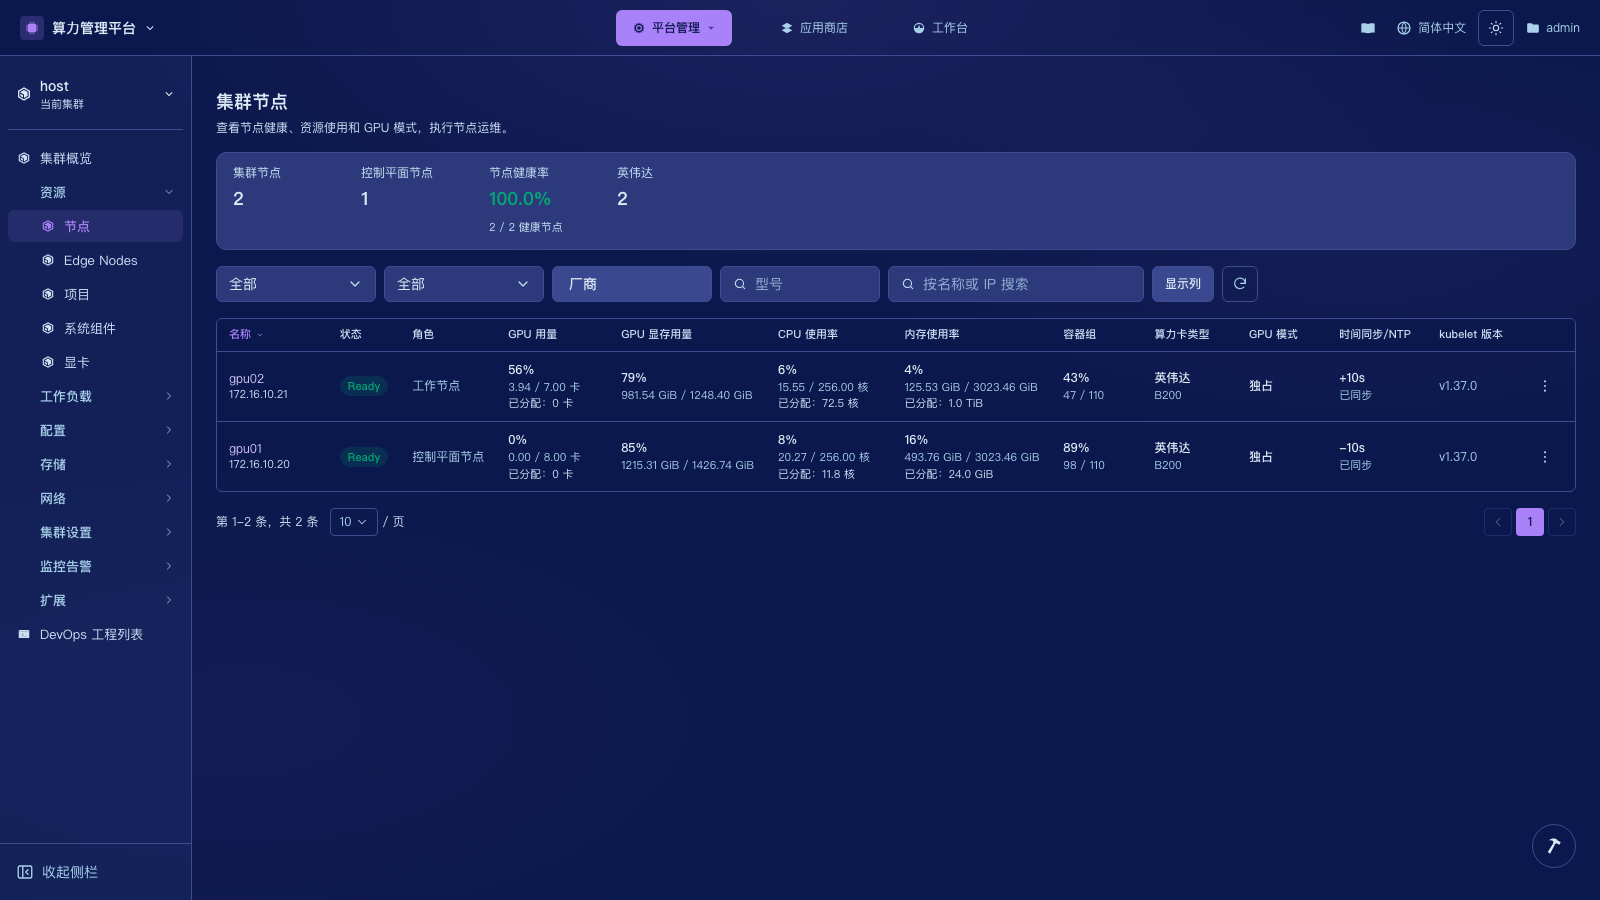 算力管理平台
平台管理
应用商店
工作台
简体中文
admin
host
当前集群
集群概览
资源
节点
Edge Nodes
项目
系统组件
显卡
工作负载
配置
存储
网络
集群设置
监控告警
扩展
DevOps 工程列表
收起侧栏
集群节点
查看节点健康、资源使用和 GPU 模式，执行节点运维。
集群节点 控制平面节点 节点健康率 英伟达
2 1 100.0% 2
2 / 2 健康节点
全部 全部 厂商 型号 按名称或 IP 搜索 显示列
名称 状态 角色 GPU 用量 GPU 显存用量 CPU 使用率 内存使用率 容器组 算力卡类型 GPU 模式 时间同步/NTP kubelet 版本
gpu02
172.16.10.21
Ready
工作节点
56%
3.94 / 7.00 卡
已分配：0 卡
79%
981.54 GiB / 1248.40 GiB
6%
15.55 / 256.00 核
已分配：72.5 核
4%
125.53 GiB / 3023.46 GiB
已分配：1.0 TiB
43%
47 / 110
英伟达
B200
独占
+10s
已同步
v1.37.0
gpu01
172.16.10.20
Ready
控制平面节点
0%
0.00 / 8.00 卡
已分配：0 卡
85%
1215.31 GiB / 1426.74 GiB
8%
20.27 / 256.00 核
已分配：11.8 核
16%
493.76 GiB / 3023.46 GiB
已分配：24.0 GiB
89%
98 / 110
英伟达
B200
独占
−10s
已同步
v1.37.0
第 1–2 条，共 2 条 10 / 页
1